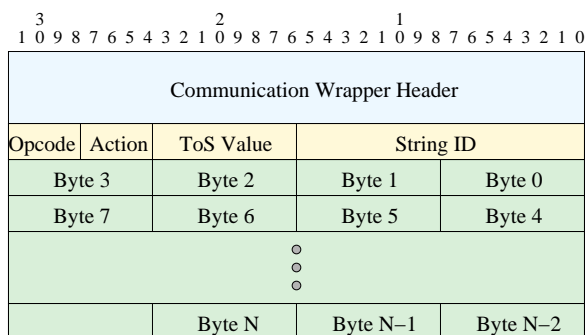 3 2 1
1 0 9 8 7 6 5 4 3 2 1 0 9 8 7 6 5 4 3 2 1 0 9 8 7 6 5 4 3 2 1 0
Communication Wrapper Header
Opcode Action ToS Value String ID
Byte 3 Byte 2 Byte 1 Byte 0
Byte 7 Byte 6 Byte 5 Byte 4
Byte N Byte N–1 Byte N–2